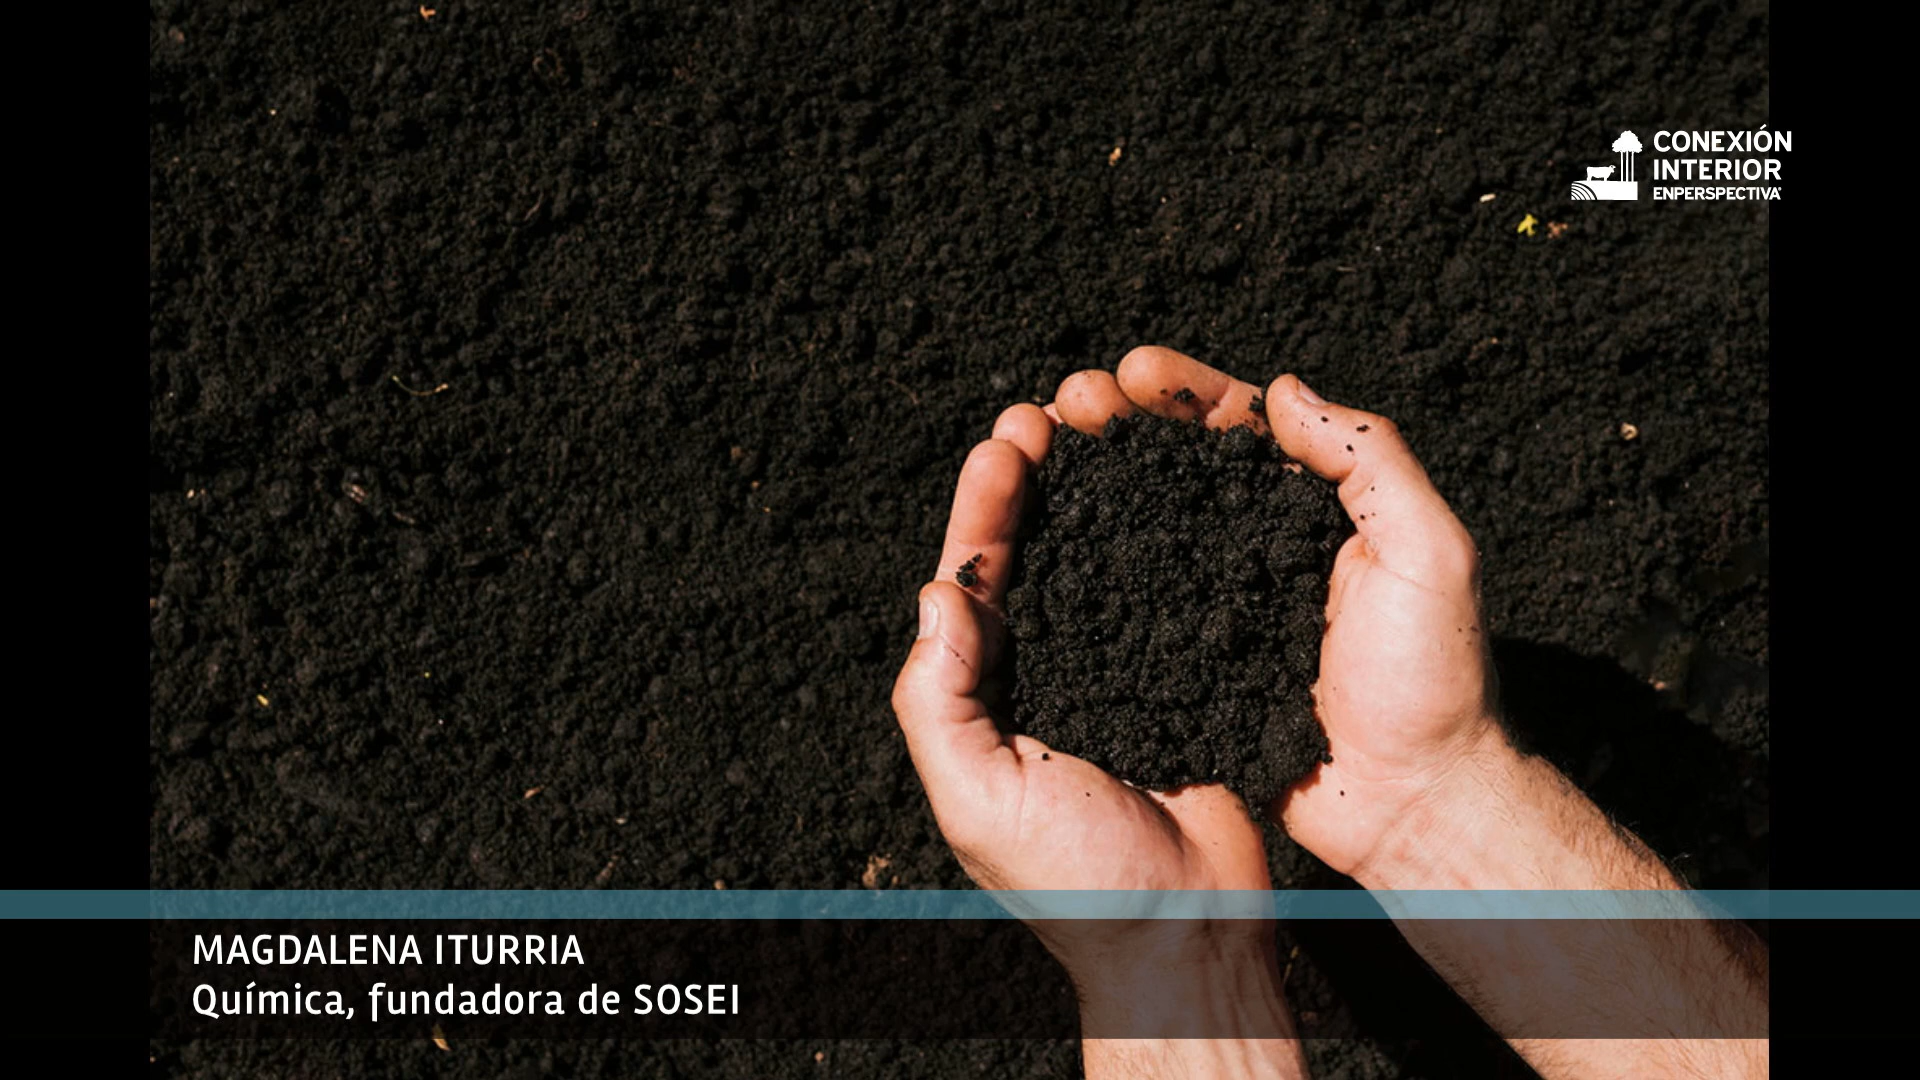 CONEXIÓN
INTERIOR
ENPERSPECTIVA
MAGDALENA ITURRIA
Química, fundadora de SOSEI